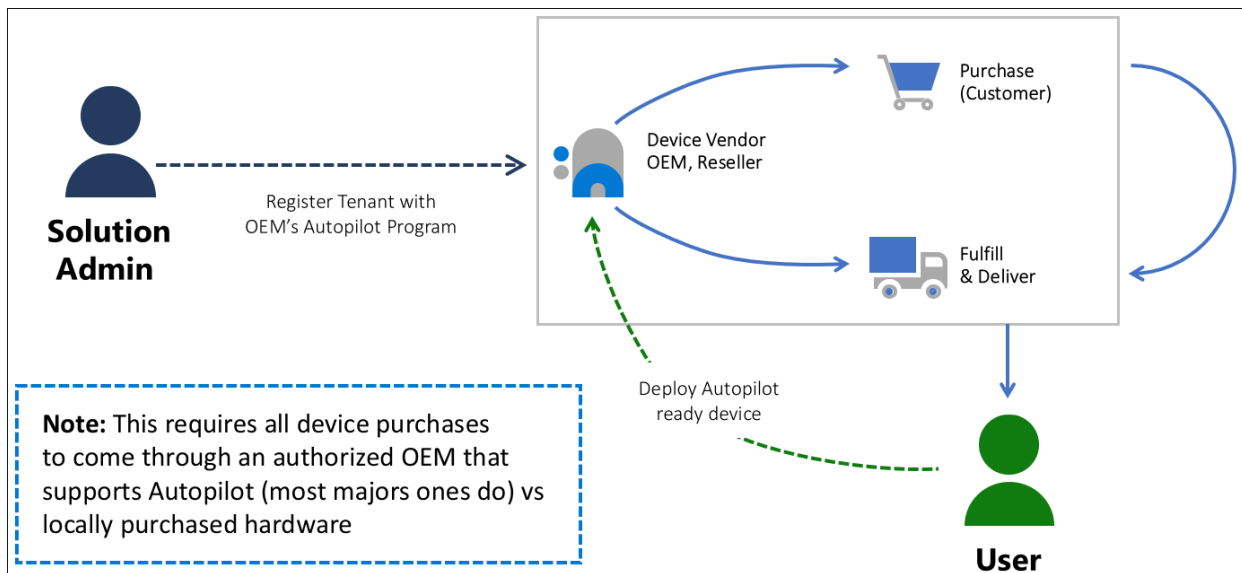 Purchase
(Customer)
Device Vendor
OEM, Reseller
Register Tenant with
OEM’s Autopilot Program
Solution
Admin
Fulfill
& Deliver
Deploy Autopilot
ready device
Note: This requires all device purchases
to come through an authorized OEM that
supports Autopilot (most majors ones do) vs
locally purchased hardware
User